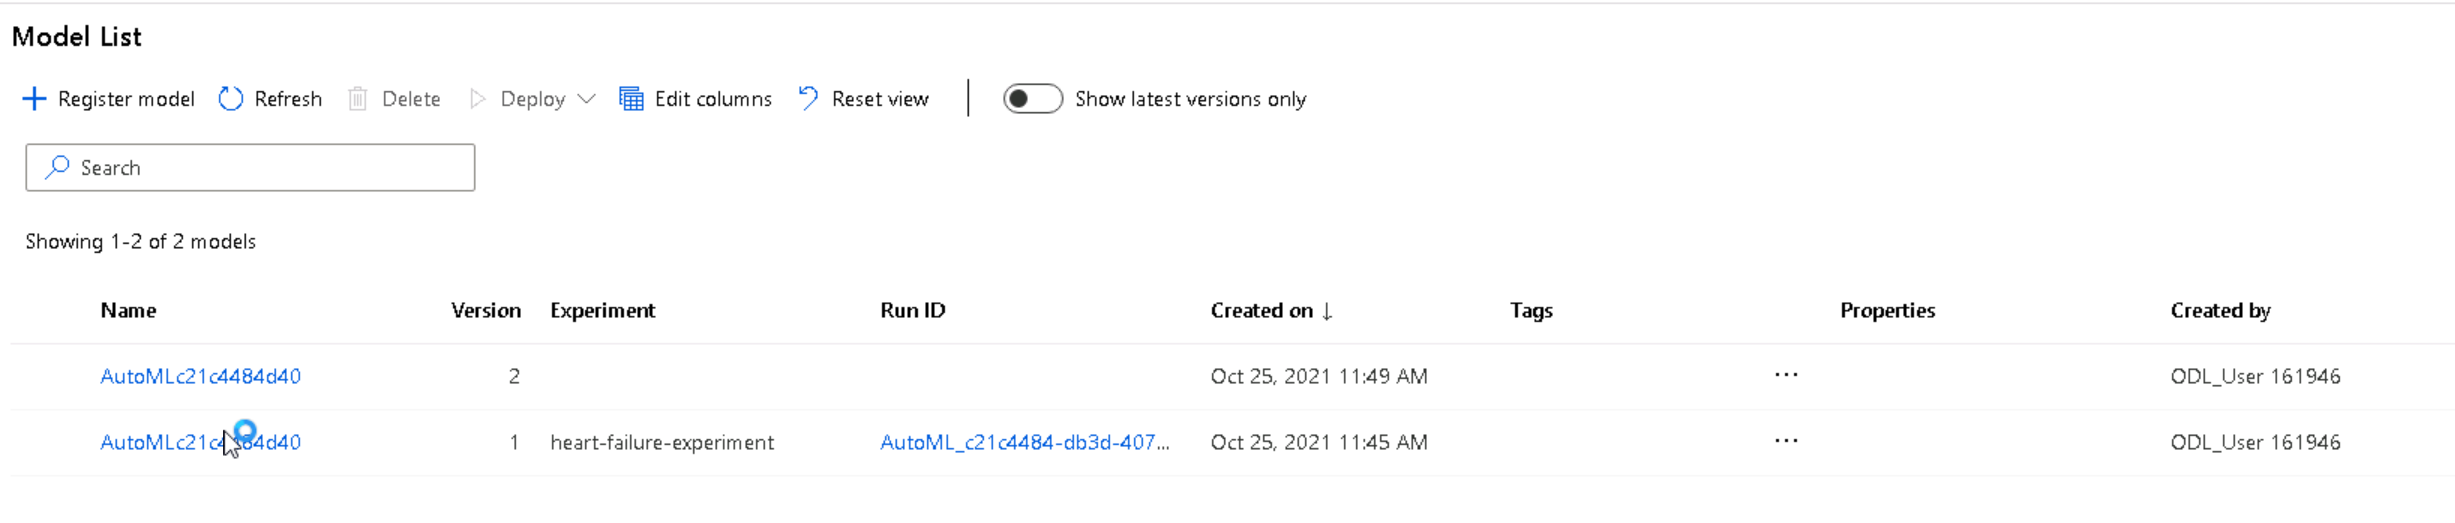 Model List
Register model Refresh Delete Deploy Edit columns Reset view Show latest versions only
Search
Showing 1-2 of 2 models
Name Version Experiment Run ID Created on ↓ Tags Properties Created by
AutoMLc21c4484d40 2 Oct 25, 2021 11:49 AM ... ODL_User 161946
AutoMLc21c4484d40 1 heart-failure-experiment AutoML_c21c4484-db3d-407... Oct 25, 2021 11:45 AM ... ODL_User 161946